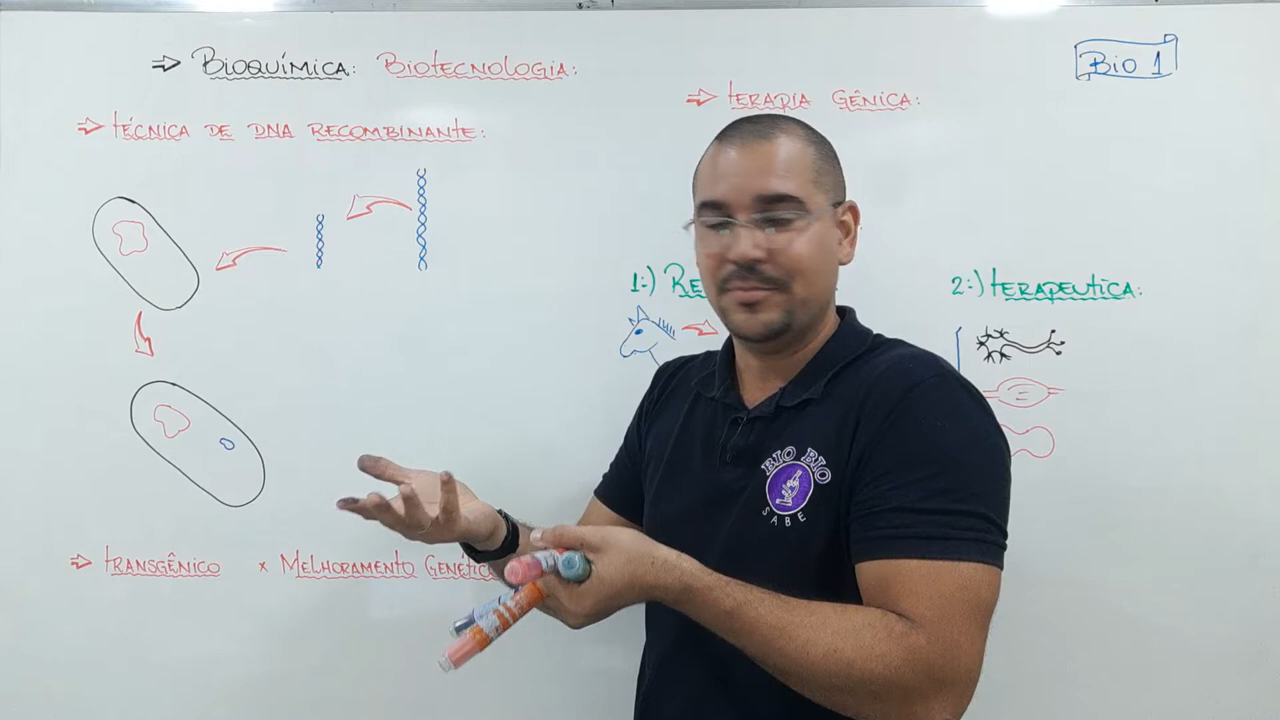 ⇒ BIOQUÍMICA: BIOTECNOLOGIA:
BIO 1
⇒ TERAPIA GÊNICA:
⇒ TÉCNICA DE DNA RECOMBINANTE:
1:) RE
2:) TERAPEUTICA:
BIO BIO
SABE
⇒ TRANSGÊNICO × MELHORAMENTO GENÉTIC